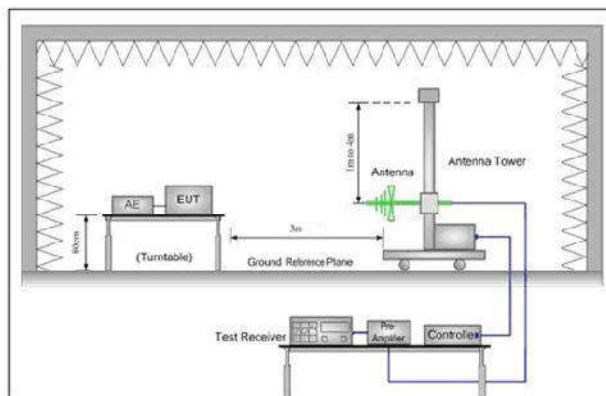 1m to 4m
Antenna
Antenna Tower
AE
EUT
80cm
(Turntable)
3m
Ground Reference Plane
Test Receiver
Pre-
Amplifier
Controller